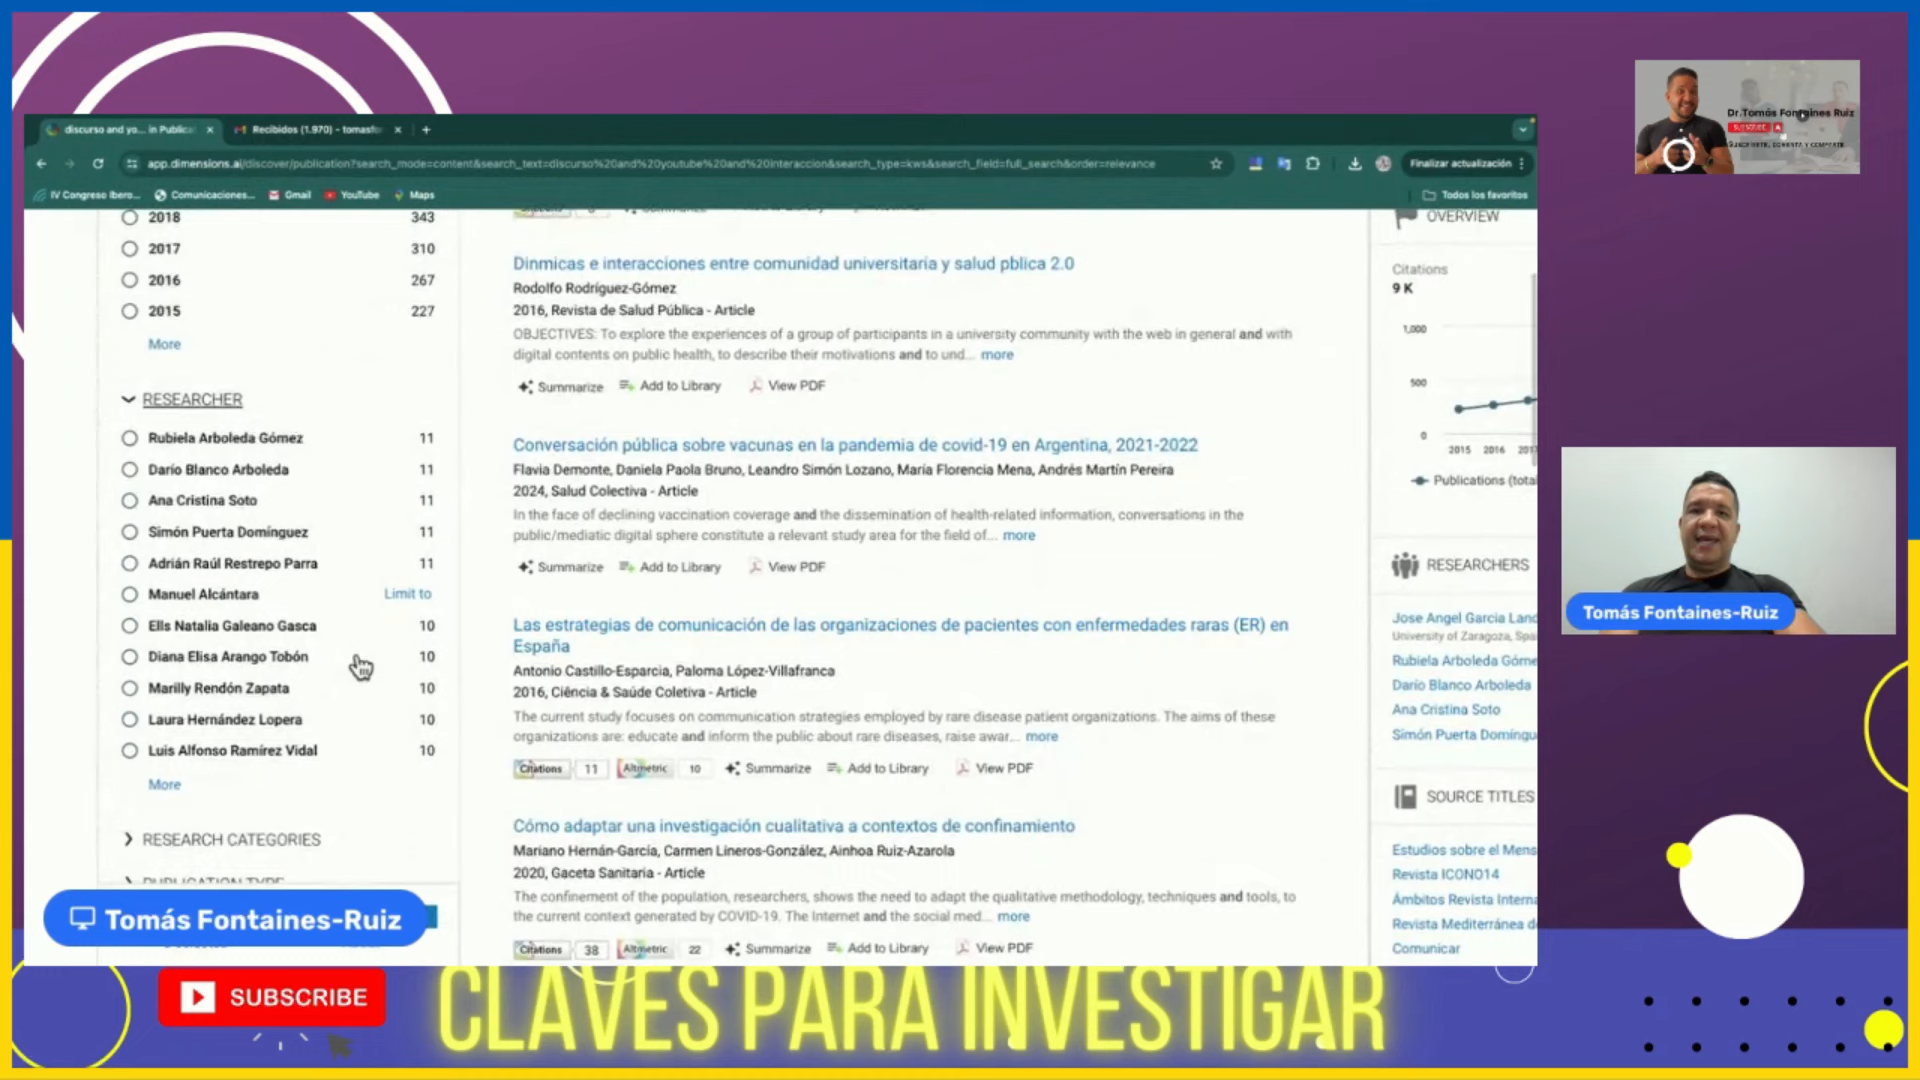 discurso and yo... in Public
Recibidos (1.970) - tomasfo
app.dimensions.ai/discover/publication?search_mode=content&search_text=discurso%20and%20youtube%20and%20interaccion&search_type=kws&search_field=full_search&order=relevance
Finalizar actualización
IV Congreso Ibero...
Comunicaciones...
Gmail
YouTube
Maps
Todos los favoritos
2018 343
2017 310
2016 267
2015 227
More
RESEARCHER
Rubiela Arboleda Gómez 11
Darío Blanco Arboleda 11
Ana Cristina Soto 11
Simón Puerta Domínguez 11
Adrián Raúl Restrepo Parra 11
Manuel Alcántara Limit to
Ells Natalia Galeano Gasca 10
Diana Elisa Arango Tobón 10
Marilly Rendón Zapata 10
Laura Hernández Lopera 10
Luis Alfonso Ramírez Vidal 10
More
RESEARCH CATEGORIES
PUBLICATION TYPE
Dinmicas e interacciones entre comunidad universitaria y salud pblica 2.0
Rodolfo Rodríguez-Gómez
2016, Revista de Salud Pública - Article
OBJECTIVES: To explore the experiences of a group of participants in a university community with the web in general and with
digital contents on public health, to describe their motivations and to und... more
Summarize Add to Library View PDF
Conversación pública sobre vacunas en la pandemia de covid-19 en Argentina, 2021-2022
Flavia Demonte, Daniela Paola Bruno, Leandro Simón Lozano, María Florencia Mena, Andrés Martín Pereira
2024, Salud Colectiva - Article
In the face of declining vaccination coverage and the dissemination of health-related information, conversations in the
public/mediatic digital sphere constitute a relevant study area for the field of... more
Summarize Add to Library View PDF
Las estrategias de comunicación de las organizaciones de pacientes con enfermedades raras (ER) en
España
Antonio Castillo-Esparcia, Paloma López-Villafranca
2016, Ciência & Saúde Coletiva - Article
The current study focuses on communication strategies employed by rare disease patient organizations. The aims of these
organizations are: educate and inform the public about rare diseases, raise awar... more
Citations 11 Altmetric 10 Summarize Add to Library View PDF
Cómo adaptar una investigación cualitativa a contextos de confinamiento
Mariano Hernán-García, Carmen Lineros-González, Ainhoa Ruiz-Azarola
2020, Gaceta Sanitaria - Article
The confinement of the population, researchers, shows the need to adapt the qualitative methodology, techniques and tools, to
the current context generated by COVID-19. The Internet and the social med... more
Citations 38 Altmetric 22 Summarize Add to Library View PDF
OVERVIEW
Citations
9 K
1,000
500
0
2015 2016 2017
Publications (total
RESEARCHERS
Jose Angel Garcia Land
University of Zaragoza, Spa
Rubiela Arboleda Góme
Darío Blanco Arboleda
Ana Cristina Soto
Simón Puerta Domíngu
SOURCE TITLES
Estudios sobre el Mens
Revista ICONO14
Ámbitos Revista Interna
Revista Mediterránea d
Comunicar
Dr.Tomás Fontaines Ruiz
SUBSCRIBE
SUSCRIBETE, COMENTA Y COMPARTE
Tomás Fontaines-Ruiz
Tomás Fontaines-Ruiz
SUBSCRIBE
CLAVES PARA INVESTIGAR